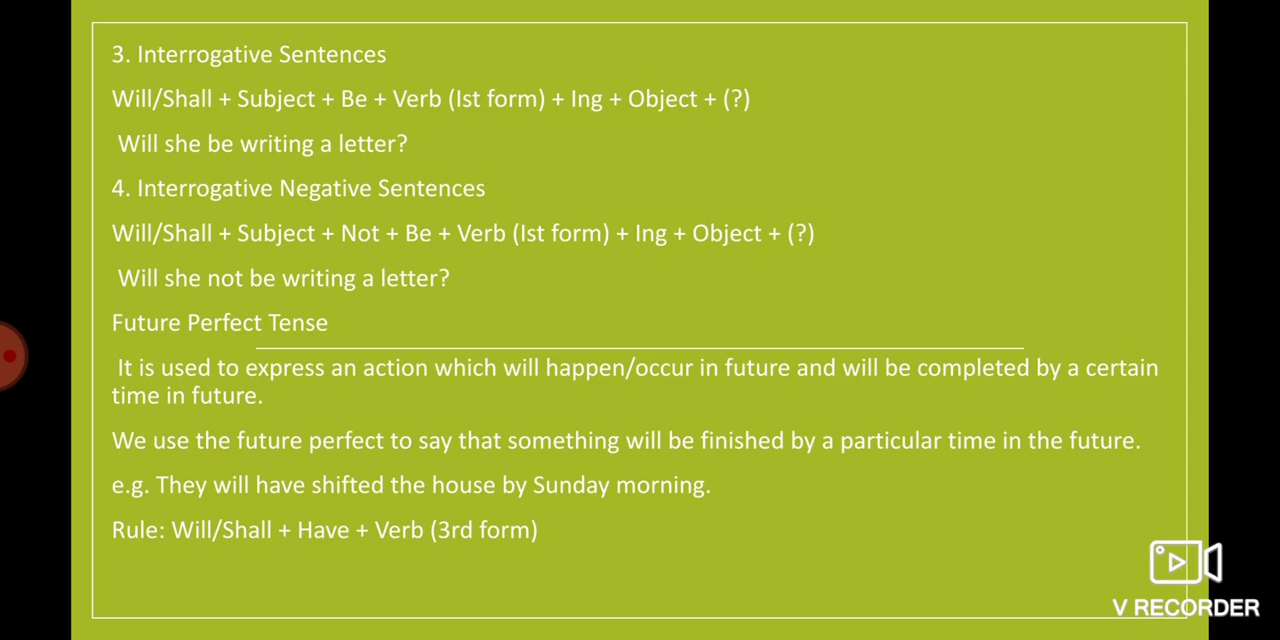 3. Interrogative Sentences
Will/Shall + Subject + Be + Verb (Ist form) + Ing + Object + (?)
Will she be writing a letter?
4. Interrogative Negative Sentences
Will/Shall + Subject + Not + Be + Verb (Ist form) + Ing + Object + (?)
Will she not be writing a letter?
Future Perfect Tense
It is used to express an action which will happen/occur in future and will be completed by a certain
time in future.
We use the future perfect to say that something will be finished by a particular time in the future.
e.g. They will have shifted the house by Sunday morning.
Rule: Will/Shall + Have + Verb (3rd form)
V RECORDER